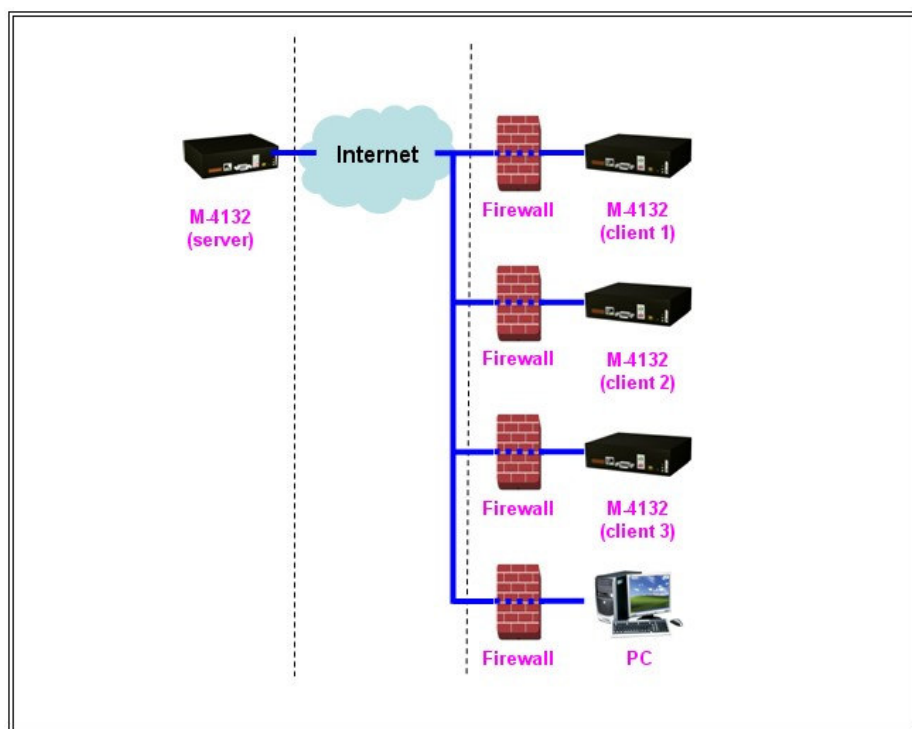 Internet
M-4132
(server)
Firewall
M-4132
(client 1)
Firewall
M-4132
(client 2)
Firewall
M-4132
(client 3)
Firewall
PC